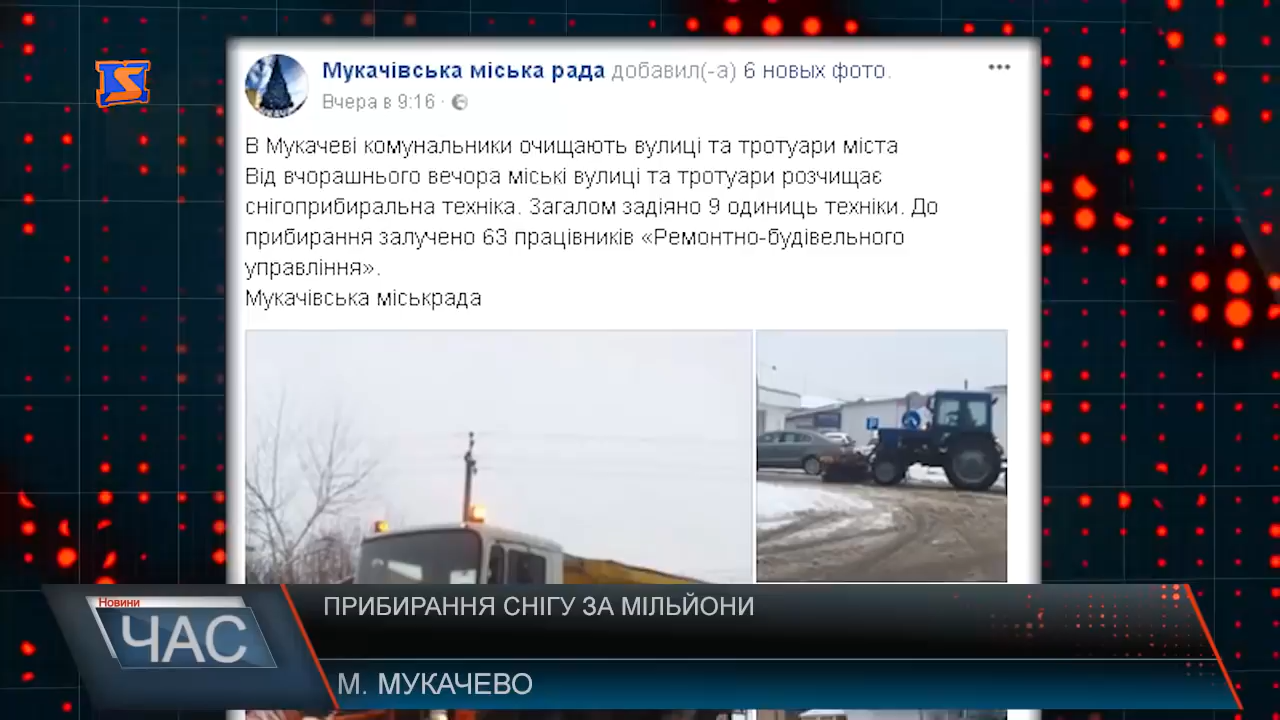 Мукачівська міська рада добавил(-а) 6 новых фото.
Вчера в 9:16 ·
В Мукачеві комунальники очищають вулиці та тротуари міста
Від вчорашнього вечора міські вулиці та тротуари розчищає
снігоприбиральна техніка. Загалом задіяно 9 одиниць техніки. До
прибирання залучено 63 працівників «Ремонтно-будівельного
управління».
Мукачівська міськрада
P
Новини
ЧАС
ПРИБИРАННЯ СНІГУ ЗА МІЛЬЙОНИ
М. МУКАЧЕВО